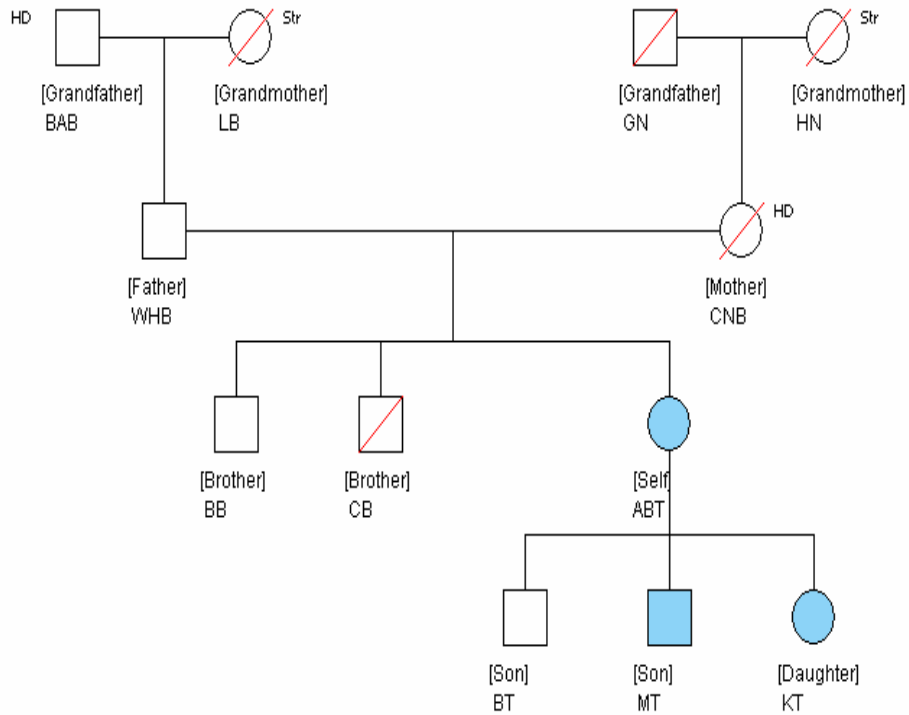 HD
Str
Str
[Grandfather]
BAB
[Grandmother]
LB
[Grandfather]
GN
[Grandmother]
HN
HD
[Father]
WHB
[Mother]
CNB
[Brother]
BB
[Brother]
CB
[Self]
ABT
[Son]
BT
[Son]
MT
[Daughter]
KT